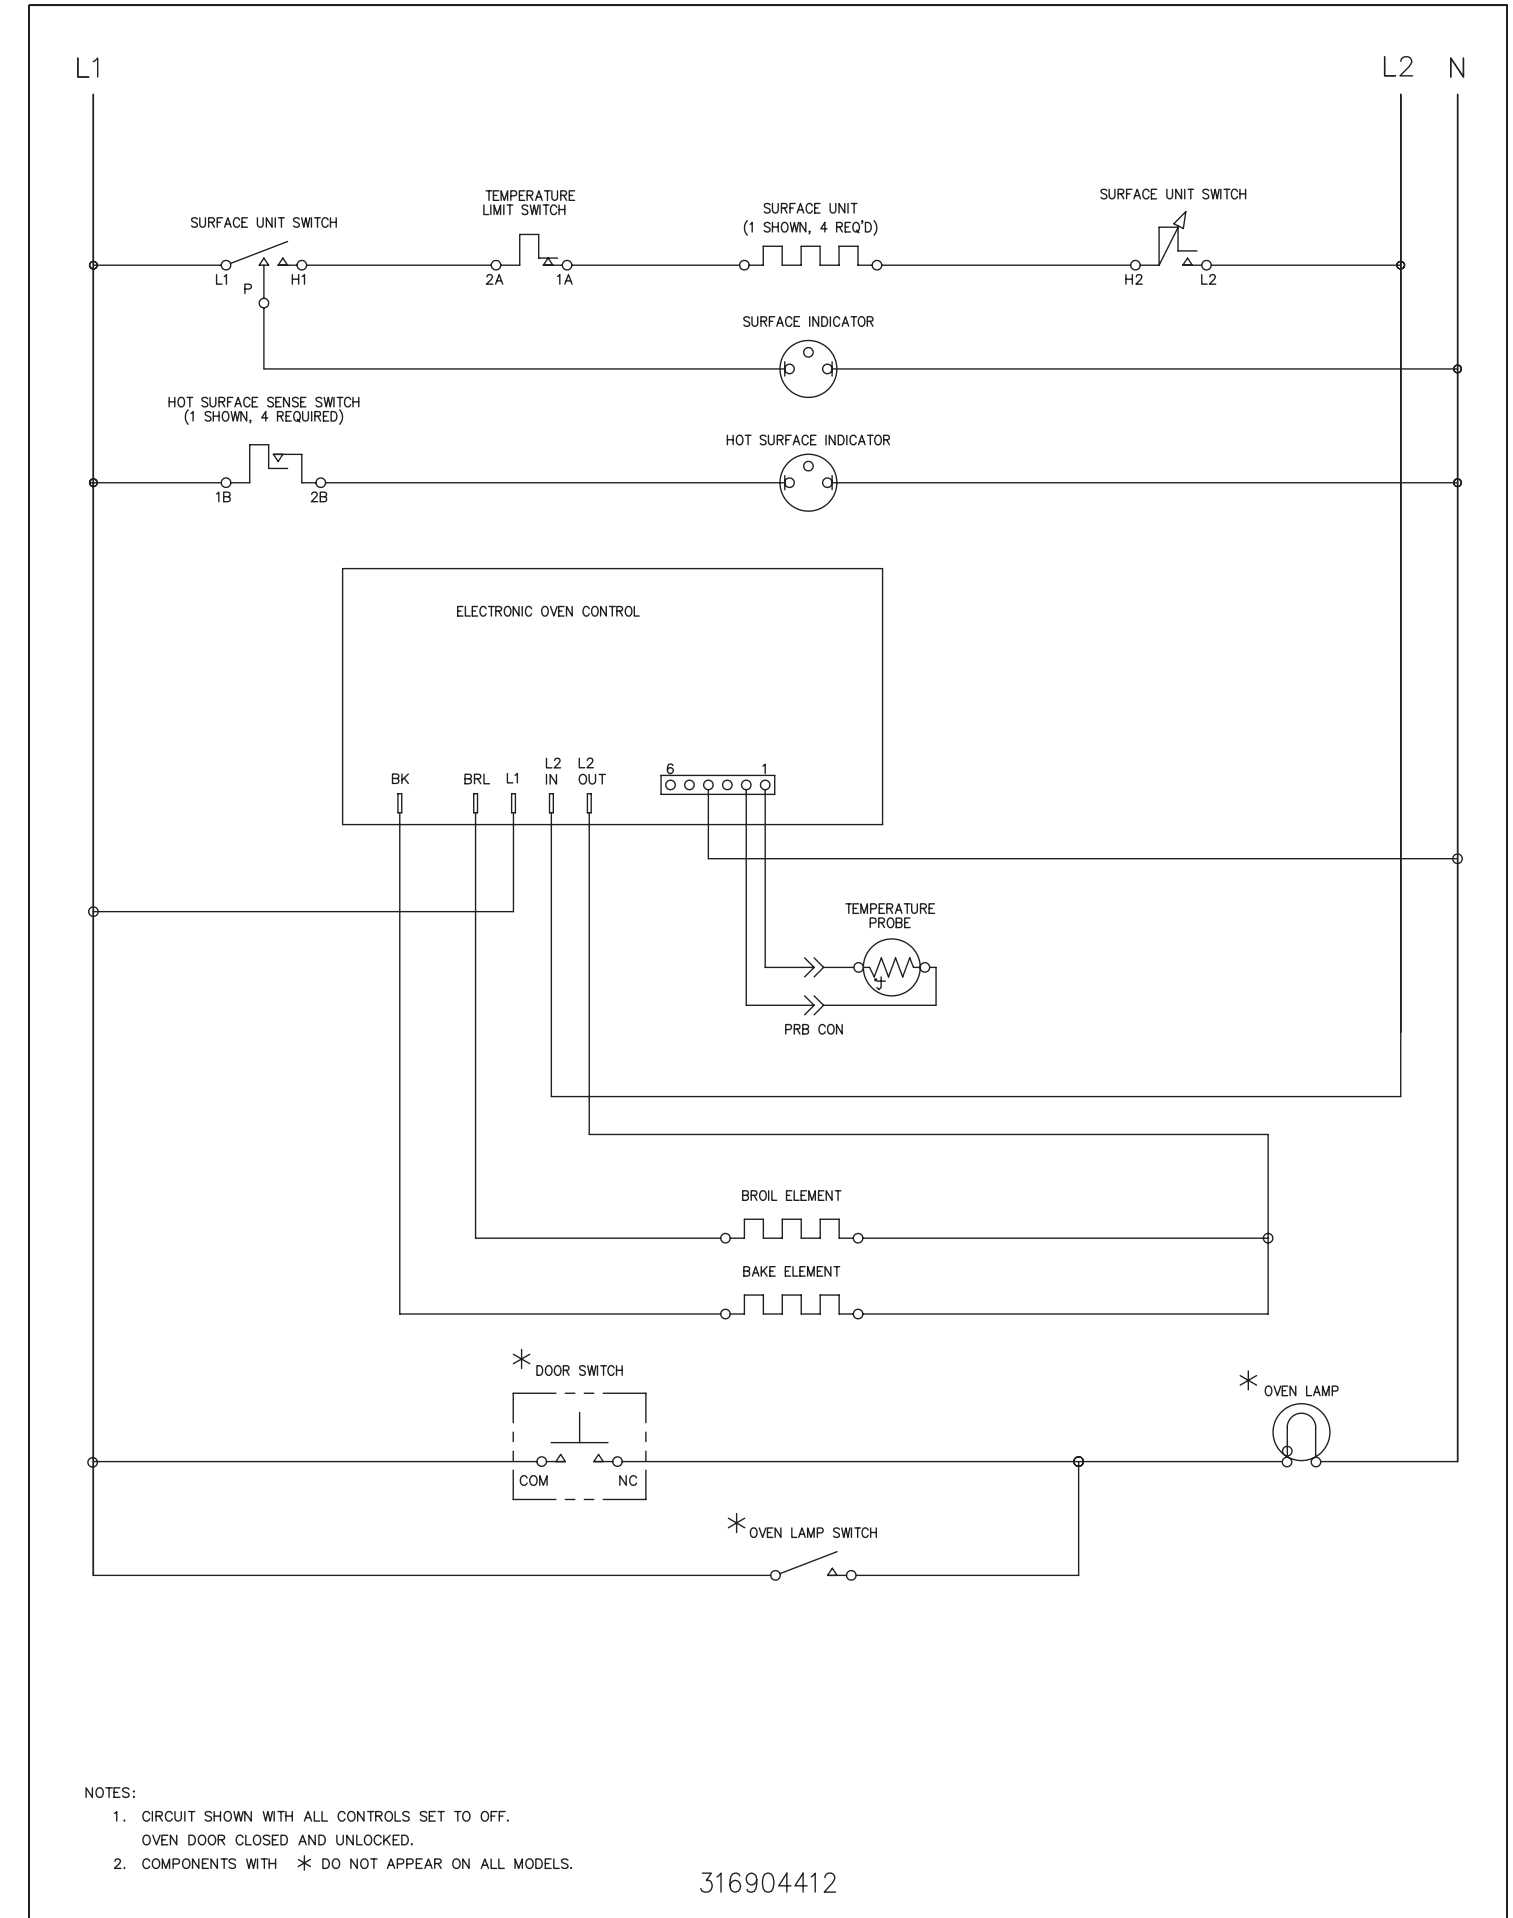 L1
L2 N
SURFACE UNIT SWITCH
TEMPERATURE
LIMIT SWITCH
SURFACE UNIT
(1 SHOWN, 4 REQ'D)
SURFACE UNIT SWITCH
L1
P
H1
2A
1A
H2
L2
SURFACE INDICATOR
HOT SURFACE SENSE SWITCH
(1 SHOWN, 4 REQUIRED)
HOT SURFACE INDICATOR
1B
2B
ELECTRONIC OVEN CONTROL
BK
BRL
L1
L2
IN
L2
OUT
6
1
TEMPERATURE
PROBE
PRB CON
BROIL ELEMENT
BAKE ELEMENT
* DOOR SWITCH
COM
NC
* OVEN LAMP
* OVEN LAMP SWITCH
NOTES:
1. CIRCUIT SHOWN WITH ALL CONTROLS SET TO OFF.
OVEN DOOR CLOSED AND UNLOCKED.
2. COMPONENTS WITH * DO NOT APPEAR ON ALL MODELS.
316904412